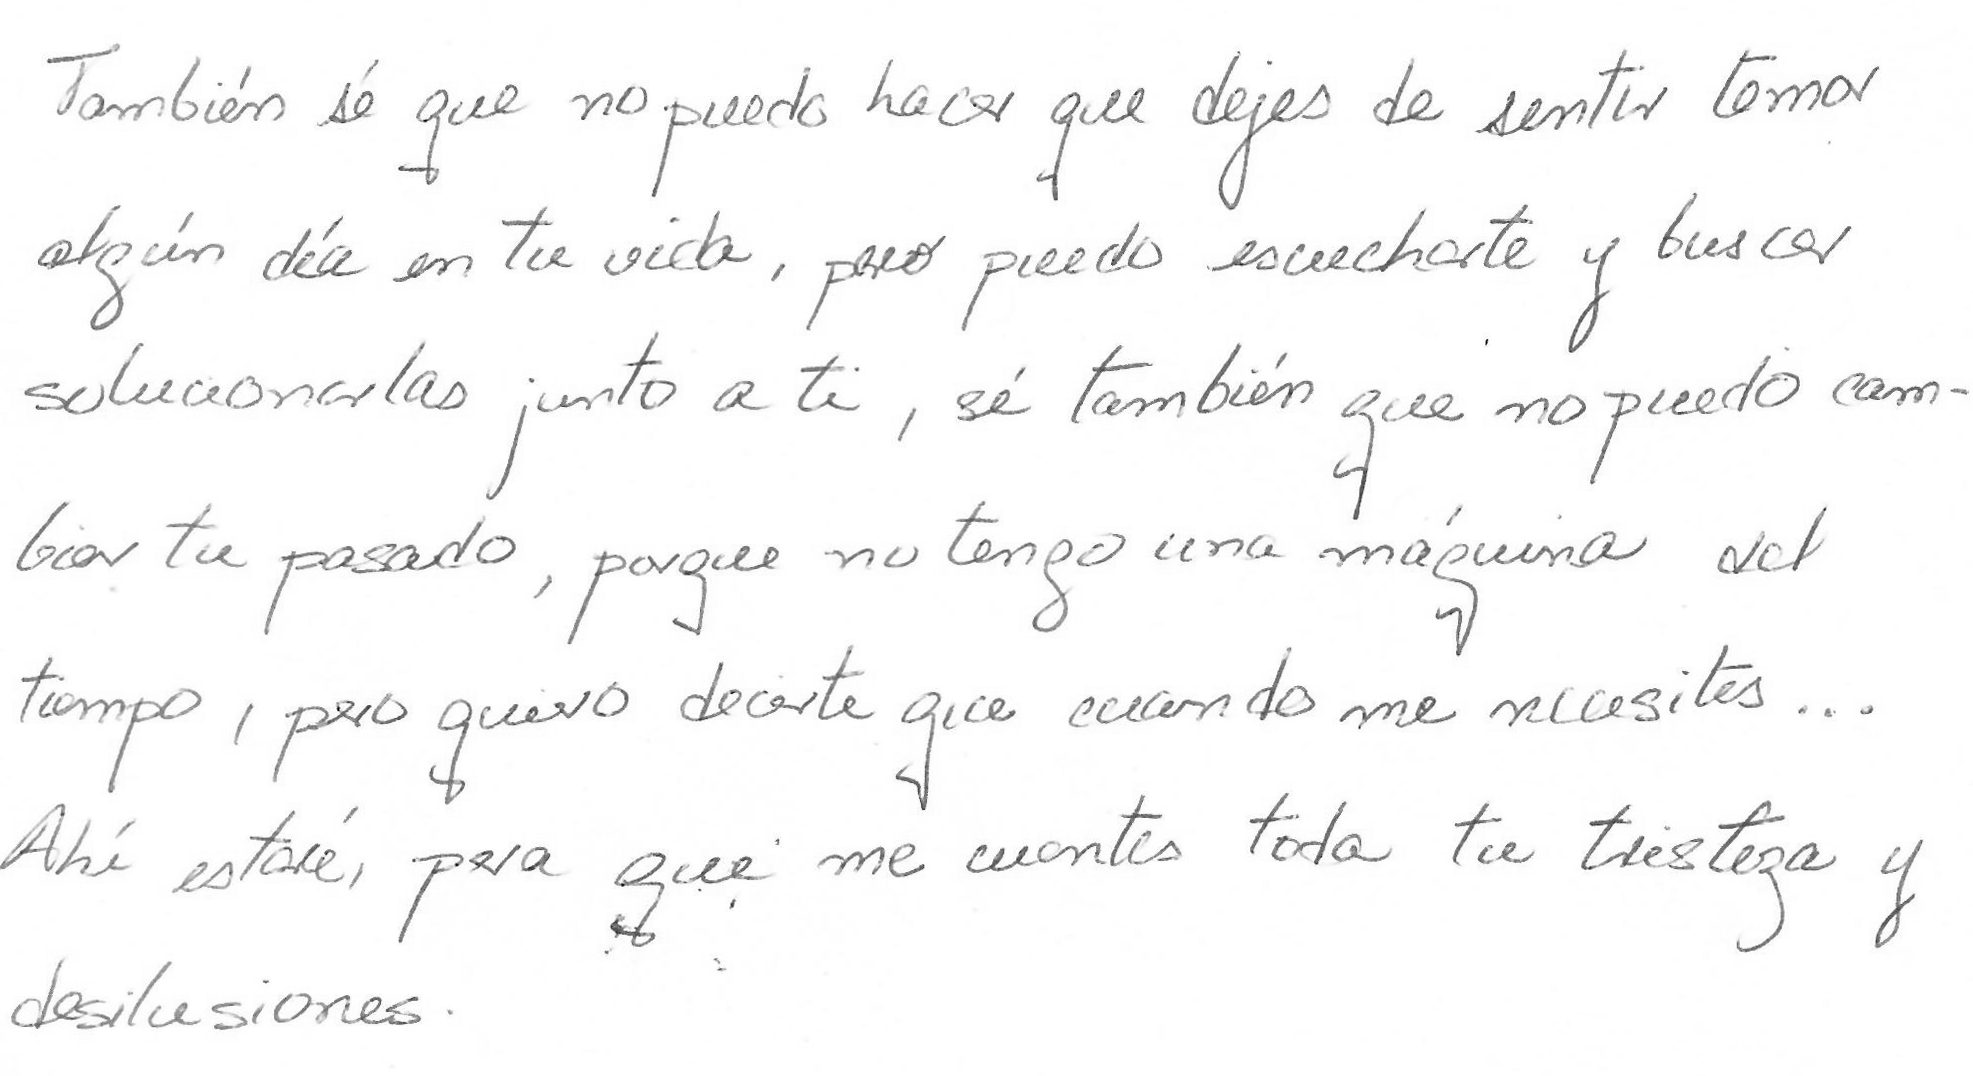 También sé que no puedo hacer que dejes de sentir temor
algún día en tu vida, pero puedo escucharte y buscar
solucionarlas junto a ti, sé también que no puedo cam-
biar tu pasado, porque no tengo una máquina del
tiempo, pero quiero decirte que cuando me necesites...
Ahí estaré, para que me cuentes toda tu tristeza y
desilusiones.